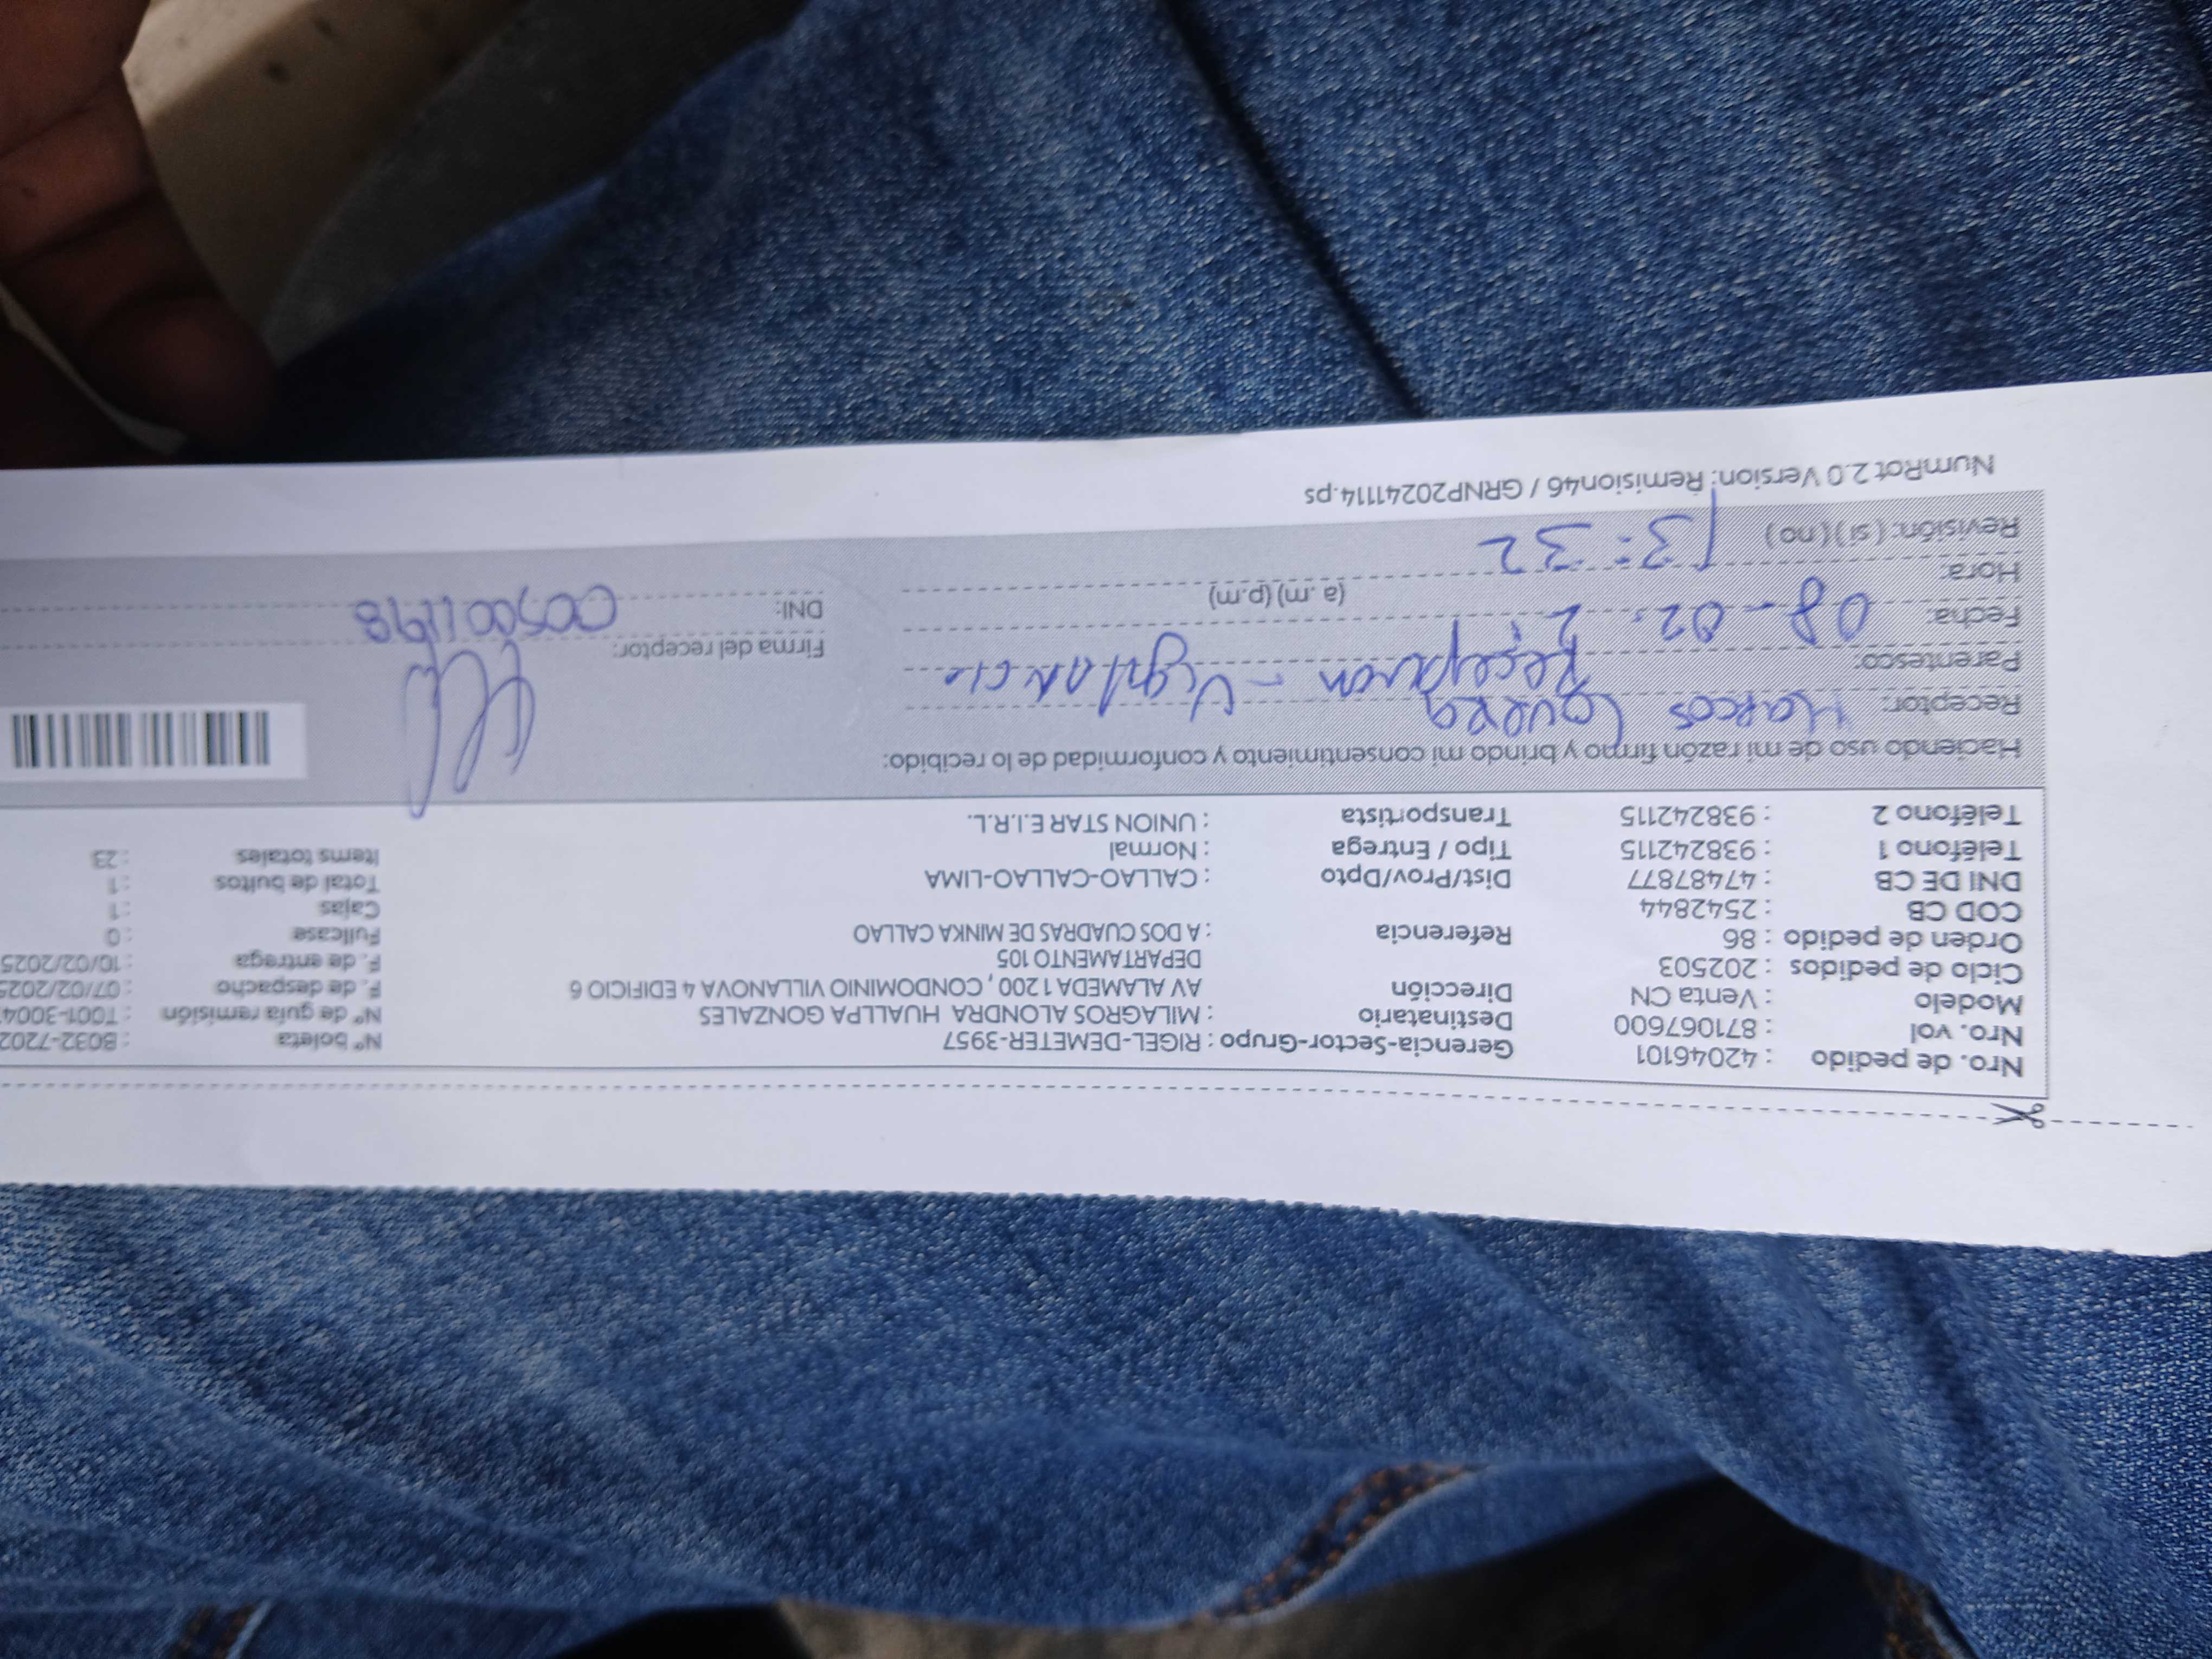 Nro. de pedido : 42046101 Gerencia-Sector-Grupo : RIGEL-DEMETER-3957 N° boleta : B032-7202
Nro. vol : 871067600 Destinatario : MILAGROS ALONDRA HUALLPA GONZALES N° de guía remisión : T001-3004
Modelo : Venta CN Dirección AV ALAMEDA 1200 , CONDOMINIO VILLANOVA 4 EDIFICIO 6 F. de despacho : 07/02/2025
Ciclo de pedidos : 202503 DEPARTAMENTO 105 F. de entrega : 10/02/2025
Orden de pedido : 86 Referencia : A DOS CUADRAS DE MINKA CALLAO Fullcase : 0
COD CB : 2542844 Cajas : 1
DNI DE CB : 47487877 Dist/Prov/Dpto : CALLAO-CALLAO-LIMA Total de bultos : 1
Teléfono 1 : 938242115 Tipo / Entrega : Normal Items totales : 23
Teléfono 2 : 938242115 Transportista : UNION STAR E.I.R.L.
Haciendo uso de mi razón firmo y brindo mi consentimiento y conformidad de lo recibido:
Receptor: Marcos
Parentesco: Recepcion - Vigilancia Firma del receptor:
Fecha: 08-02- DNI: 005001198
Hora: 13:32 (a .m) (p.m)
Revisión: ( si ) ( no )
NumRot 2.0 Version: Remision46 / GRNP20241114.ps